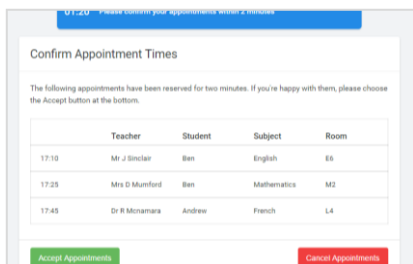 01:20 Please confirm your appointments within 2 minutes
Confirm Appointment Times
The following appointments have been reserved for two minutes. If you're happy with them, please choose
the Accept button at the bottom.
Teacher Student Subject Room
17:10 Mr J Sinclair Ben English E6
17:25 Mrs D Mumford Ben Mathematics M2
17:45 Dr R Mcnamara Andrew French L4
Accept Appointments Cancel Appointments